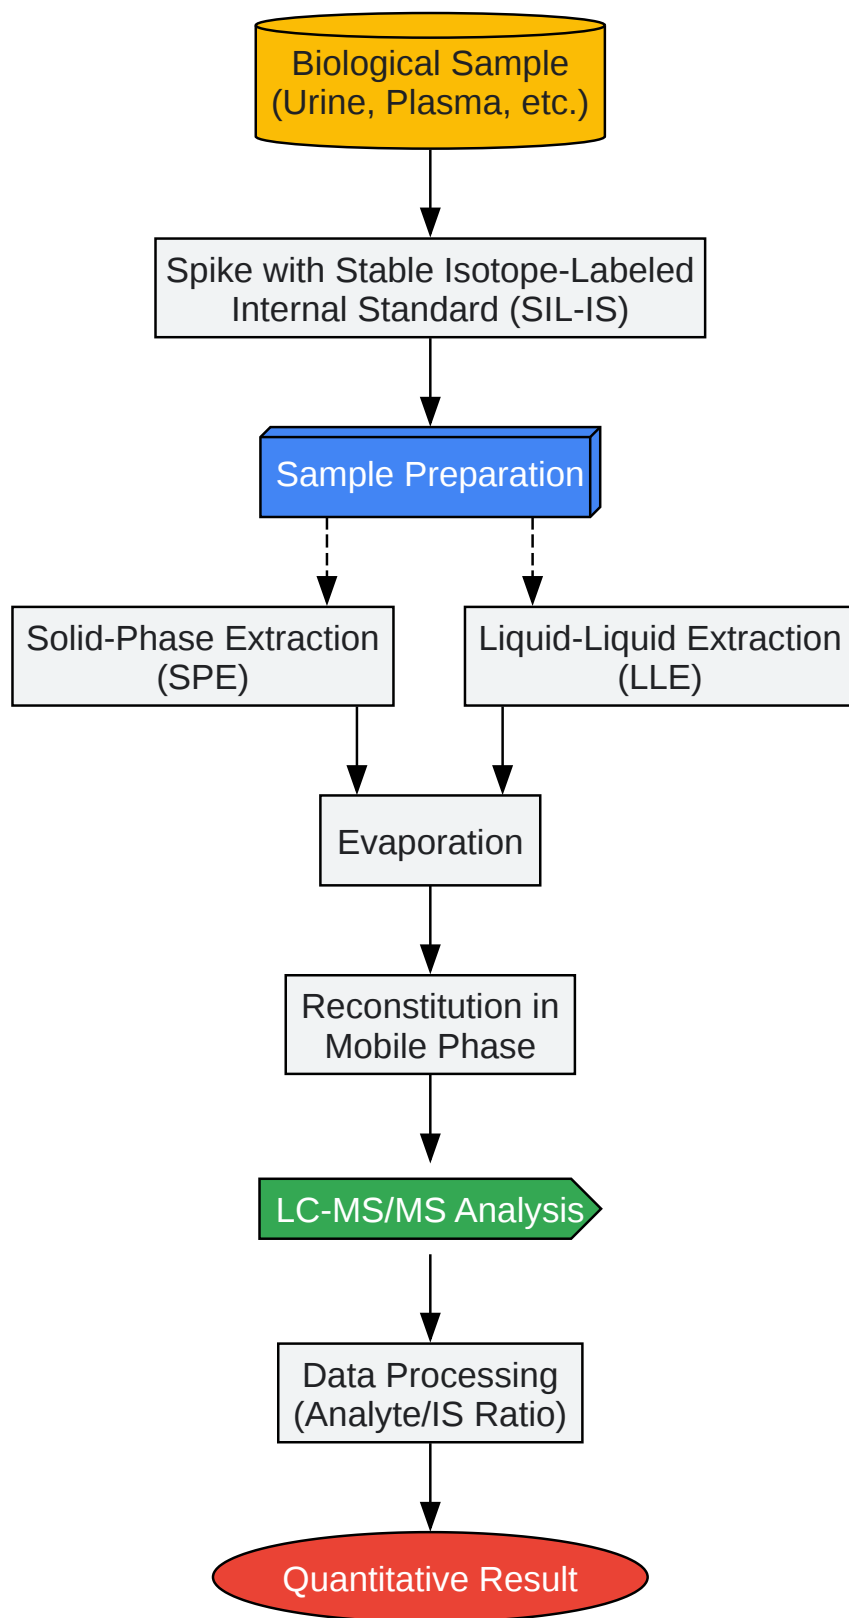 Biological Sample
(Urine, Plasma, etc.)
Spike with Stable Isotope-Labeled
Internal Standard (SIL-IS)
Sample Preparation
Solid-Phase Extraction
(SPE)
Liquid-Liquid Extraction
(LLE)
Evaporation
Reconstitution in
Mobile Phase
LC-MS/MS Analysis
Data Processing
(Analyte/IS Ratio)
Quantitative Result